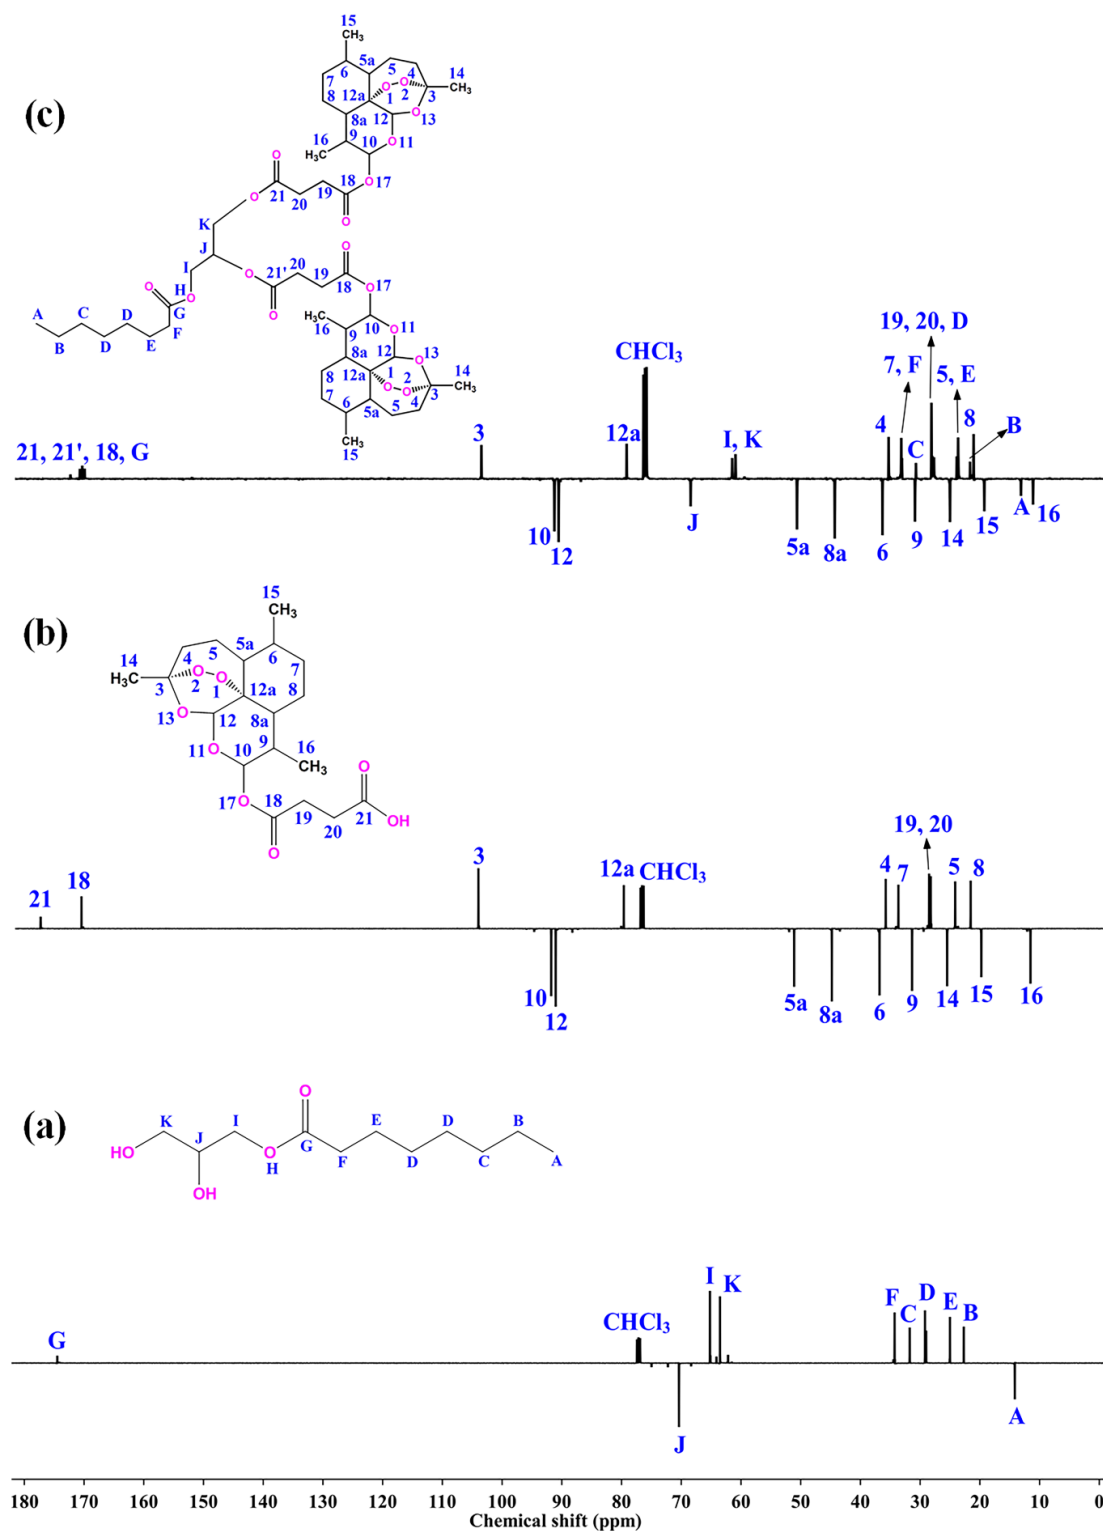 (c)
15
CH₃
6
5a
5
4
14
CH₃
7
8
12a
O
O
1
2
3
8a
12
O
13
16
H₃C
9
10
O
11
O
21
20
19
18
O
17
O
O
K
J
I
O
H
O
G
A
B
C
D
D
E
F
O
21'
O
20
19
18
O
O
17
H₃C
16
9
10
O
11
8a
12
O
13
14
CH₃
8
12a
1
2
O
O
3
7
6
5a
5
4
CH₃
15
21, 21', 18, G
3
12a
CHCl₃
I, K
4
7, F
C
19, 20, D
5, E
8
B
10
12
J
5a
8a
6
9
14
15
A
16
(b)
15
CH₃
14
H₃C
4
5
5a
6
7
8
3
2
O
O
1
12a
13
O
12
8a
11
O
10
9
16
CH₃
17
O
18
O
19
20
21
O
OH
21
18
3
12a
CHCl₃
4
7
19, 20
5
8
10
12
5a
8a
6
9
14
15
16
(a)
HO
K
J
OH
I
O
H
O
G
F
E
D
D
C
B
A
G
CHCl₃
I
K
F
C
D
E
B
J
A
180 170 160 150 140 130 120 110 100 90 80 70 60 50 40 30 20 10 0
Chemical shift (ppm)